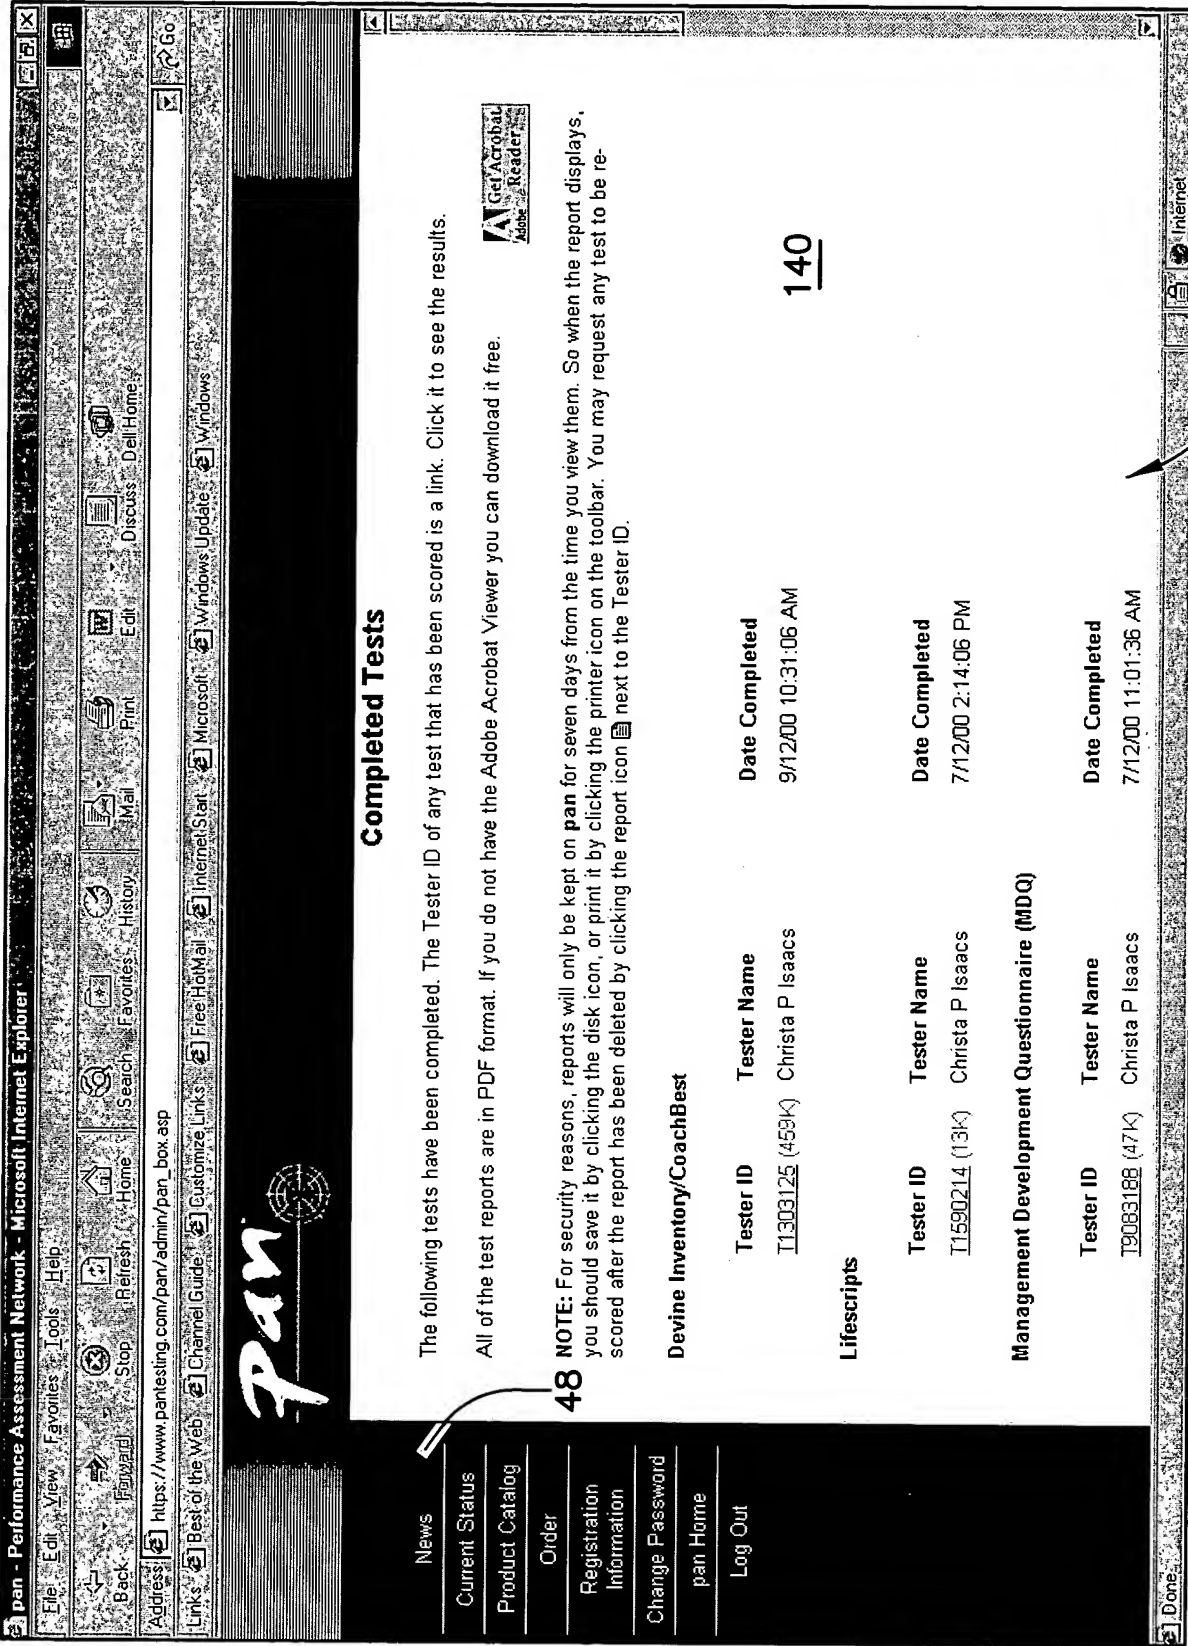 pan - Performance Assessment Network - Microsoft Internet Explorer
File Edit View Favorites Tools Help
Back Forward Stop Refresh Home Search Favorites History Mail Print Edit Discuss Dell Home
Address https://www.pantesting.com/pan/admin/pan_box.asp Go
Links Best of the Web Channel Guide Customize Links Free HotMail Internet Start Microsoft Windows Update Windows
Pan
News
Current Status
Product Catalog
Order
Registration
Information
Change Password
pan Home
Log Out
48
Completed Tests
The following tests have been completed. The Tester ID of any test that has been scored is a link. Click it to see the results.
All of the test reports are in PDF format. If you do not have the Adobe Acrobat Viewer you can download it free.
Get Acrobat
Adobe Reader
NOTE: For security reasons, reports will only be kept on pan for seven days from the time you view them. So when the report displays,
you should save it by clicking the disk icon, or print it by clicking the printer icon on the toolbar. You may request any test to be re-
scored after the report has been deleted by clicking the report icon next to the Tester ID.
Devine Inventory/CoachBest
Tester ID Tester Name Date Completed
T1303125 (459K) Christa P Isaacs 9/12/00 10:31:06 AM
140
Lifescripts
Tester ID Tester Name Date Completed
T1590214 (13K) Christa P Isaacs 7/12/00 2:14:06 PM
Management Development Questionnaire (MDQ)
Tester ID Tester Name Date Completed
T9083188 (47K) Christa P Isaacs 7/12/00 11:01:36 AM
Done Internet